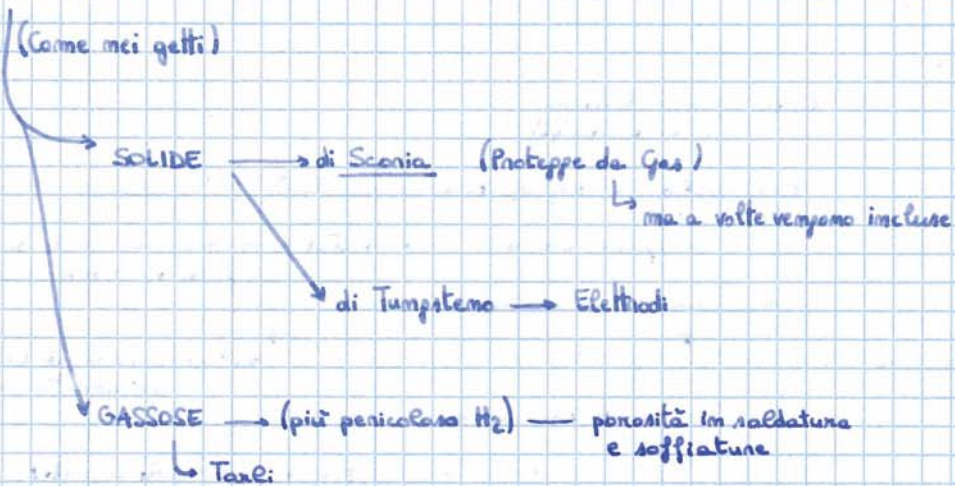 (Come nei getti)
SOLIDE → di Scoria (Protegge da Gas)
↳ ma a volte vengono incluse
di Tungsteno → Elettrodi
GASSOSE → (più pericoloso H₂) — porosità in saldatura
e soffiature
↳ Tarli